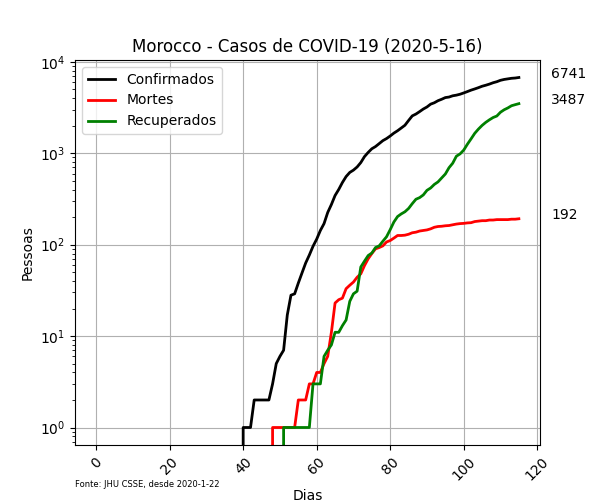 Morocco - Casos de COVID-19 (2020-5-16)
Confirmados
Mortes
Recuperados
6741
3487
192
Pessoas
10^4
10^3
10^2
10^1
10^0
0 20 40 60 80 100 120
Fonte: JHU CSSE, desde 2020-1-22
Dias